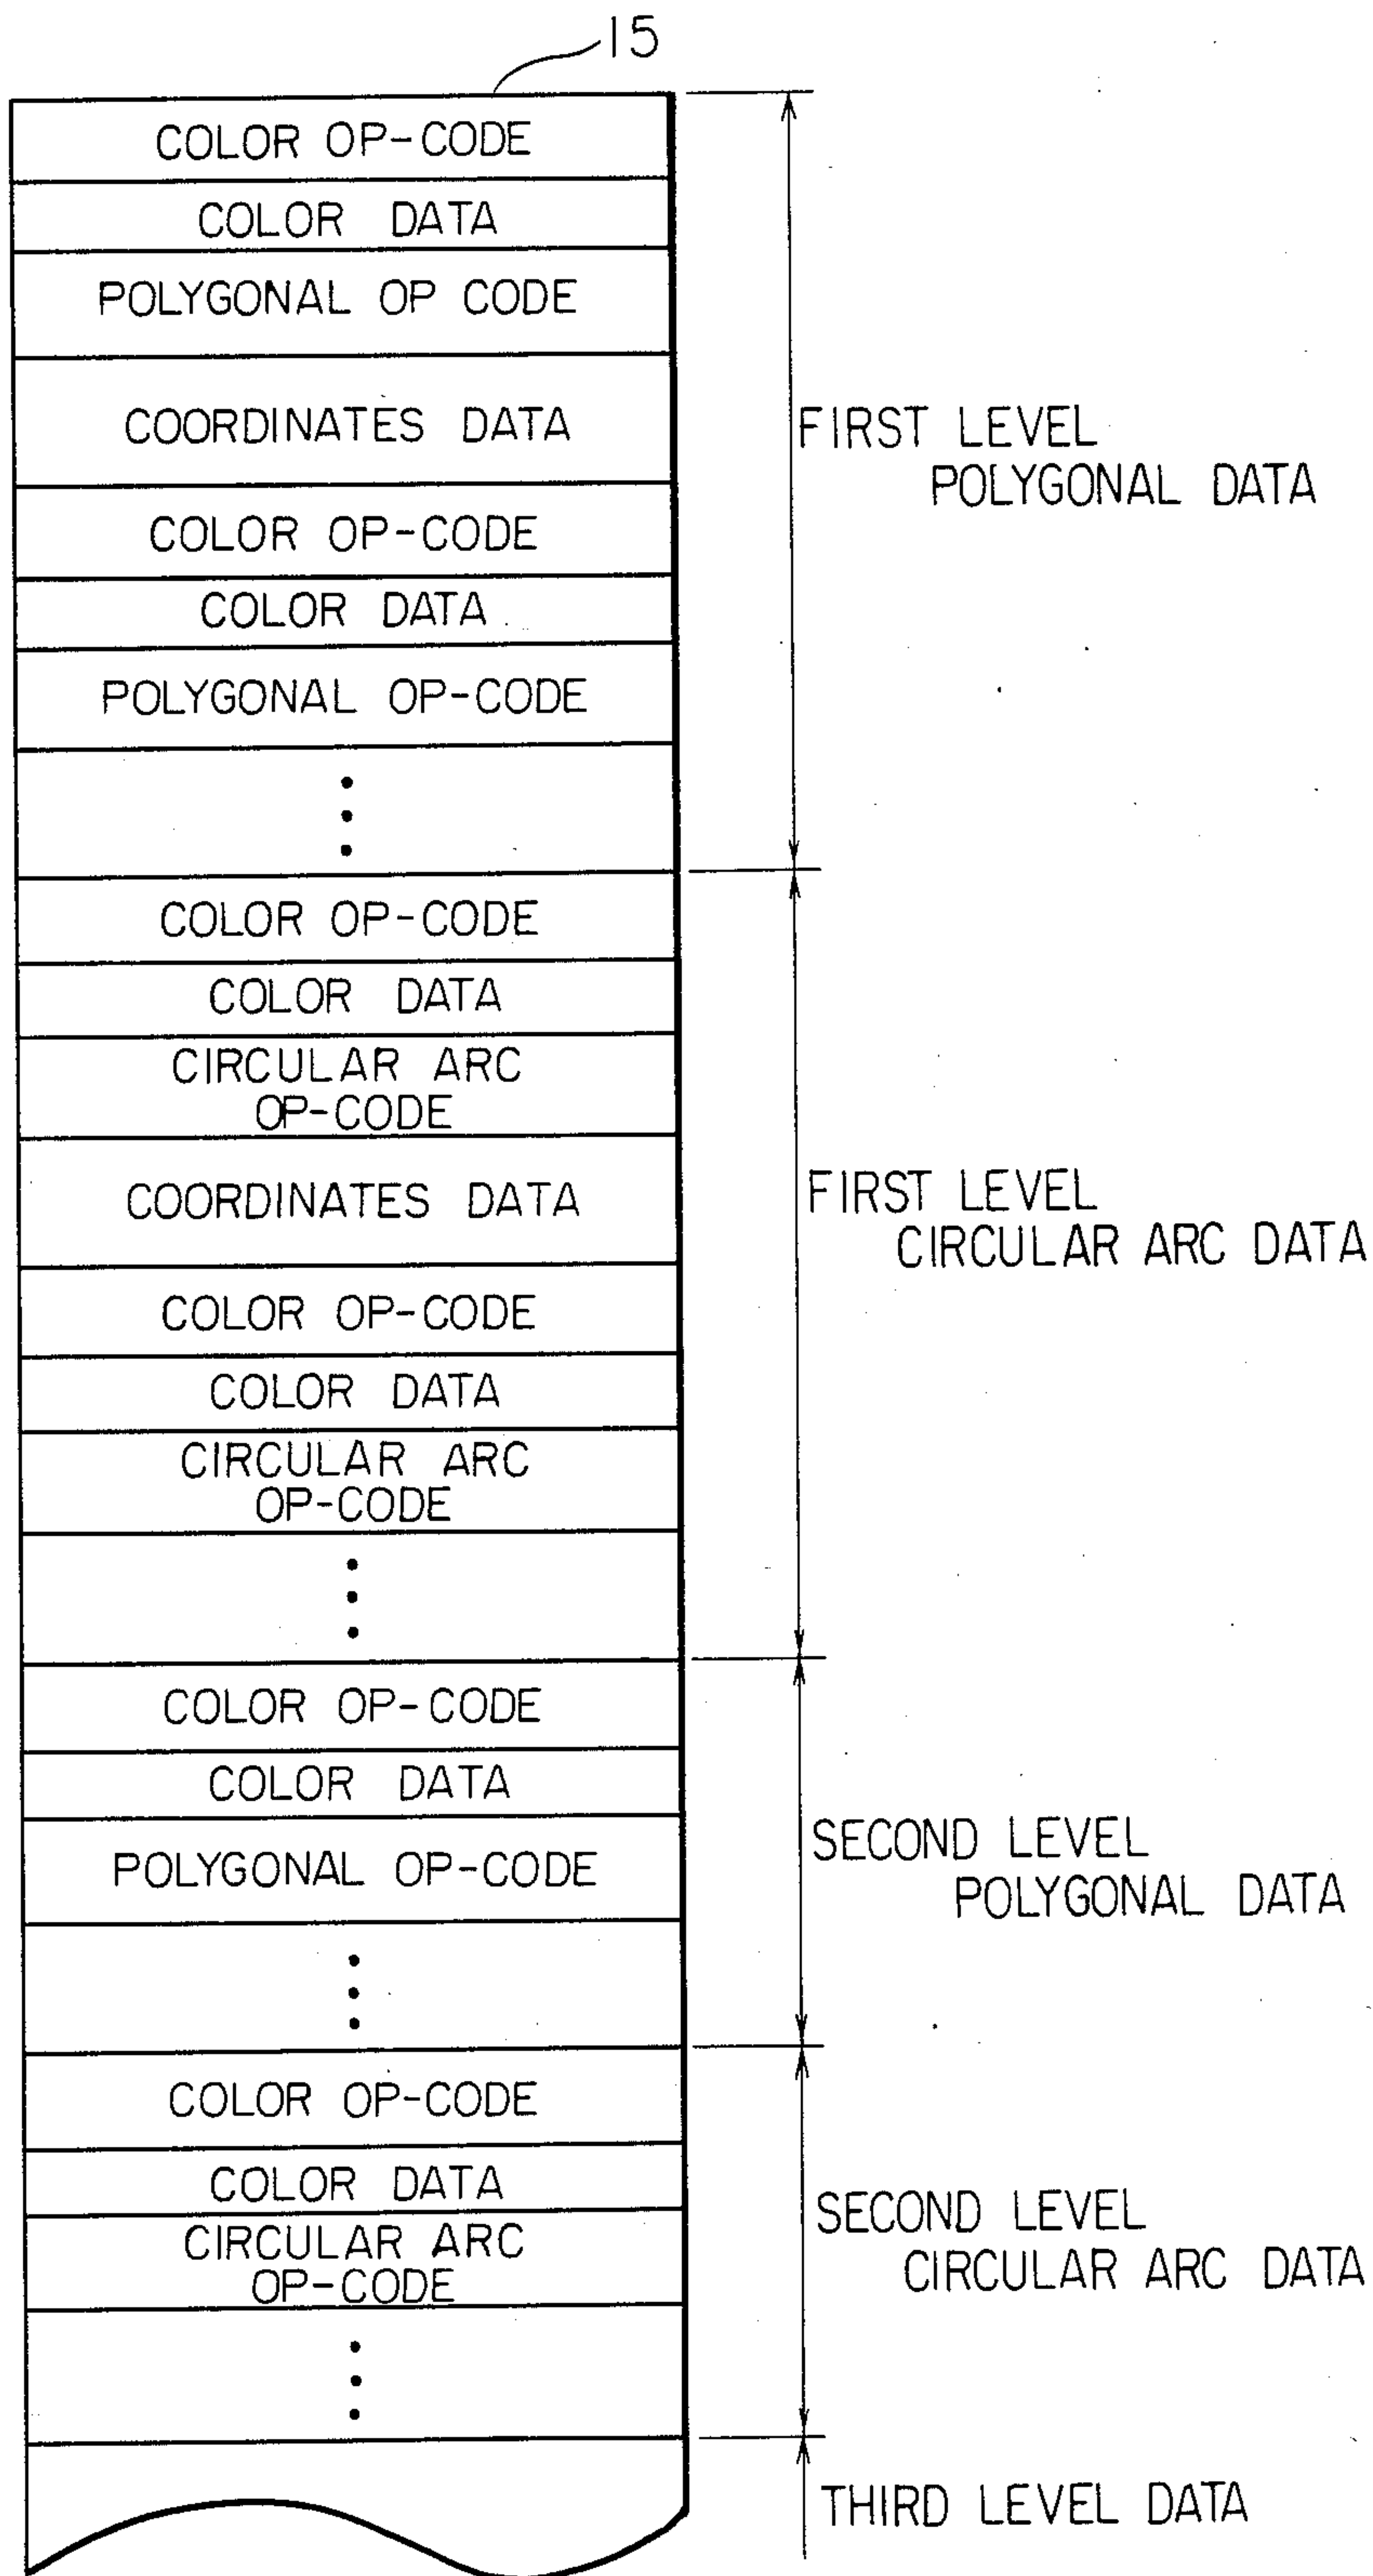 15
COLOR OP-CODE
COLOR DATA
POLYGONAL OP CODE
COORDINATES DATA
COLOR OP-CODE
COLOR DATA
POLYGONAL OP-CODE
FIRST LEVEL
POLYGONAL DATA
COLOR OP-CODE
COLOR DATA
CIRCULAR ARC
OP-CODE
COORDINATES DATA
COLOR OP-CODE
COLOR DATA
CIRCULAR ARC
OP-CODE
FIRST LEVEL
CIRCULAR ARC DATA
COLOR OP-CODE
COLOR DATA
POLYGONAL OP-CODE
SECOND LEVEL
POLYGONAL DATA
COLOR OP-CODE
COLOR DATA
CIRCULAR ARC
OP-CODE
SECOND LEVEL
CIRCULAR ARC DATA
THIRD LEVEL DATA